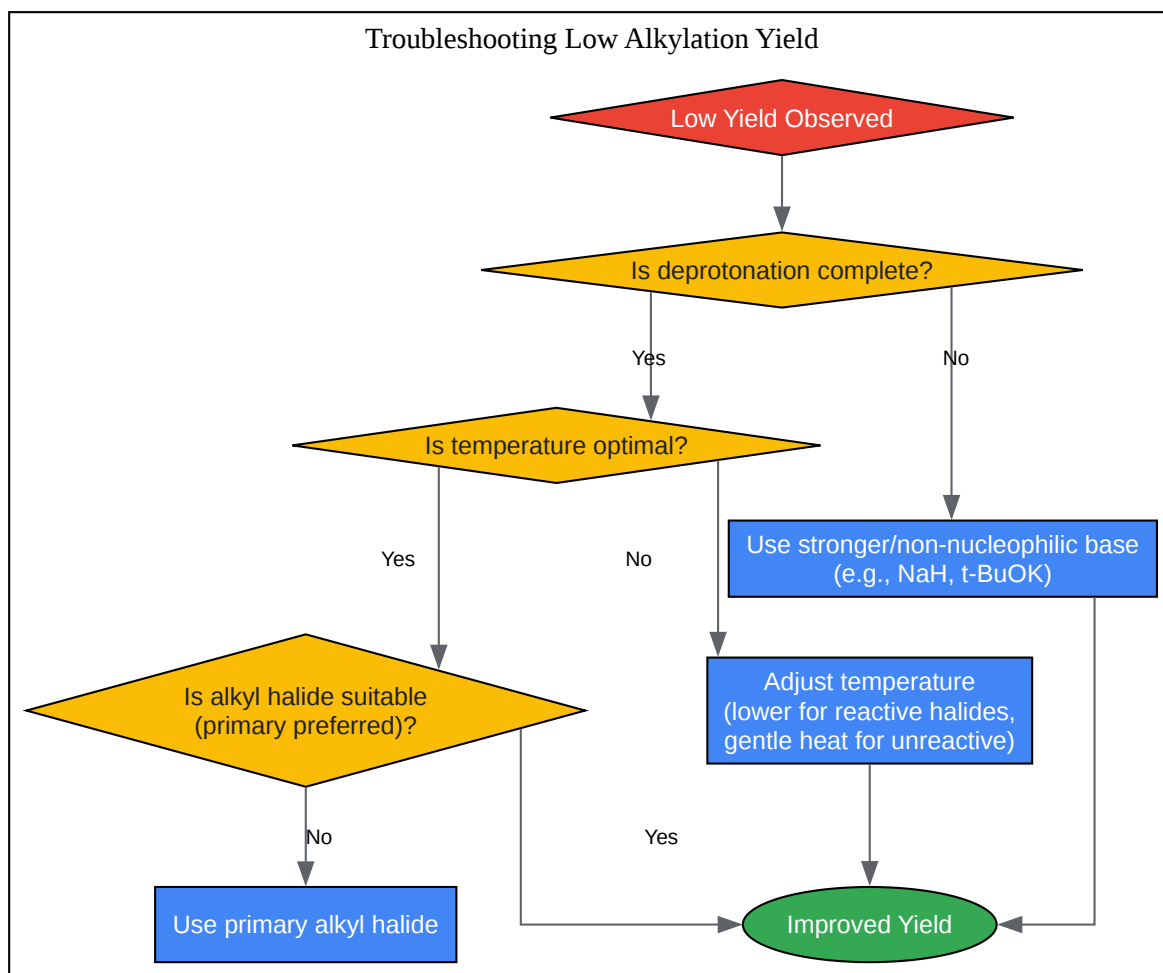 Troubleshooting Low Alkylation Yield
Low Yield Observed
Is deprotonation complete?
Yes
No
Is temperature optimal?
Use stronger/non-nucleophilic base
(e.g., NaH, t-BuOK)
Yes
No
Is alkyl halide suitable
(primary preferred)?
Adjust temperature
(lower for reactive halides,
gentle heat for unreactive)
No
Yes
Use primary alkyl halide
Improved Yield